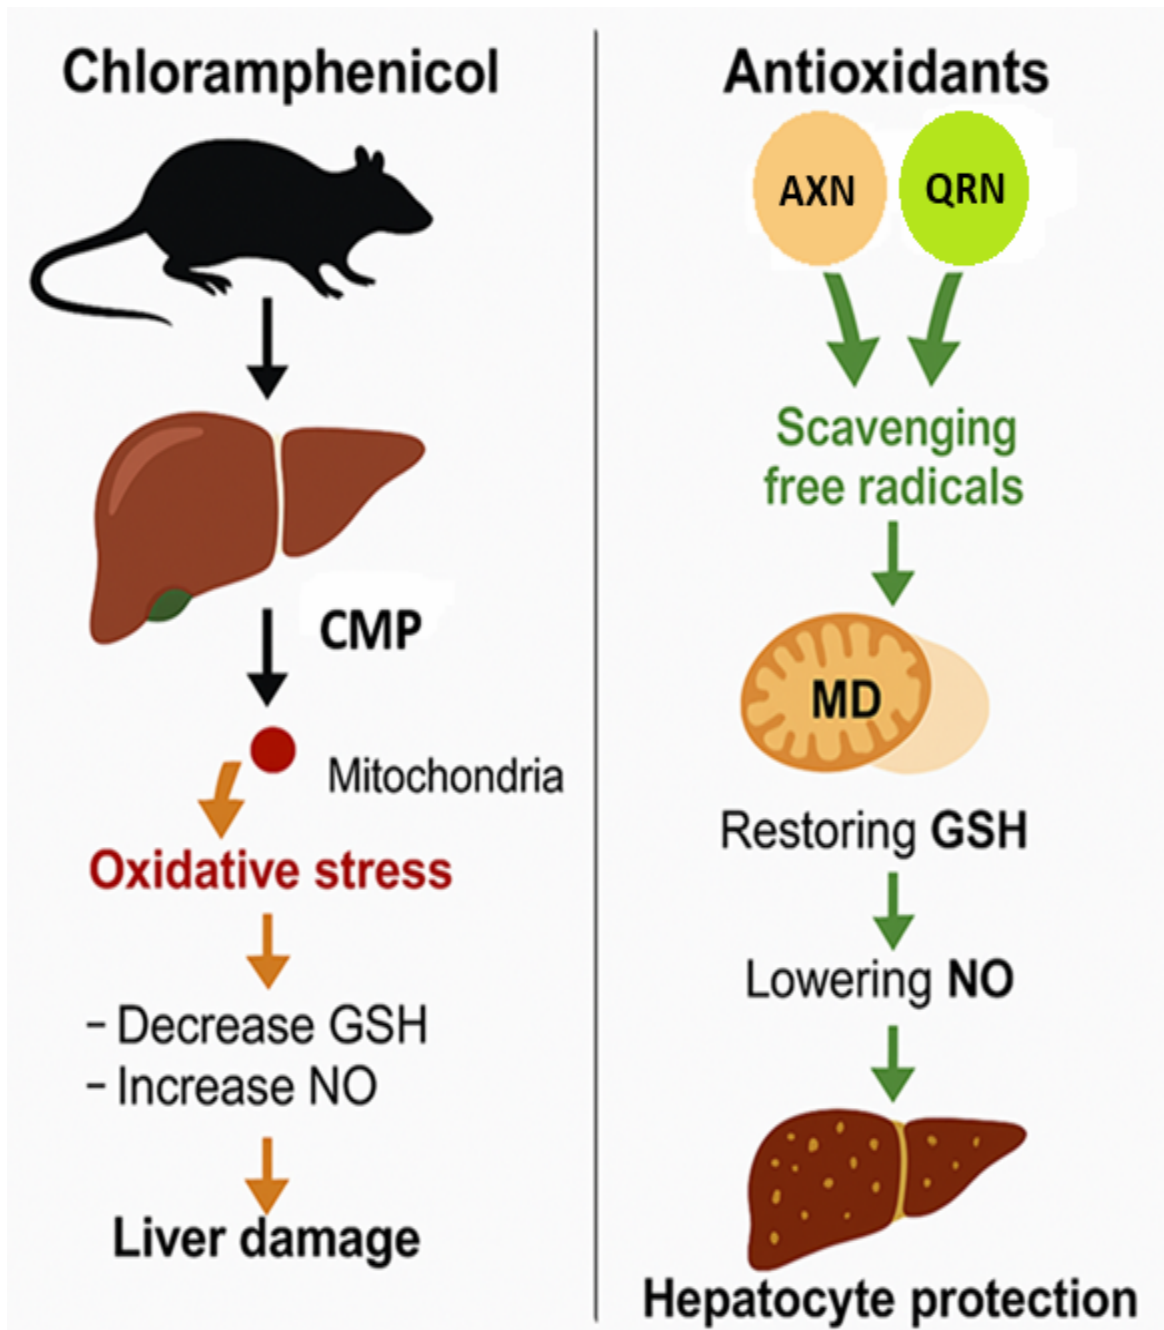 Chloramphenicol
CMP
Mitochondria
Oxidative stress
– Decrease GSH
– Increase NO
Liver damage
Antioxidants
AXN
QRN
Scavenging
free radicals
MD
Restoring GSH
Lowering NO
Hepatocyte protection